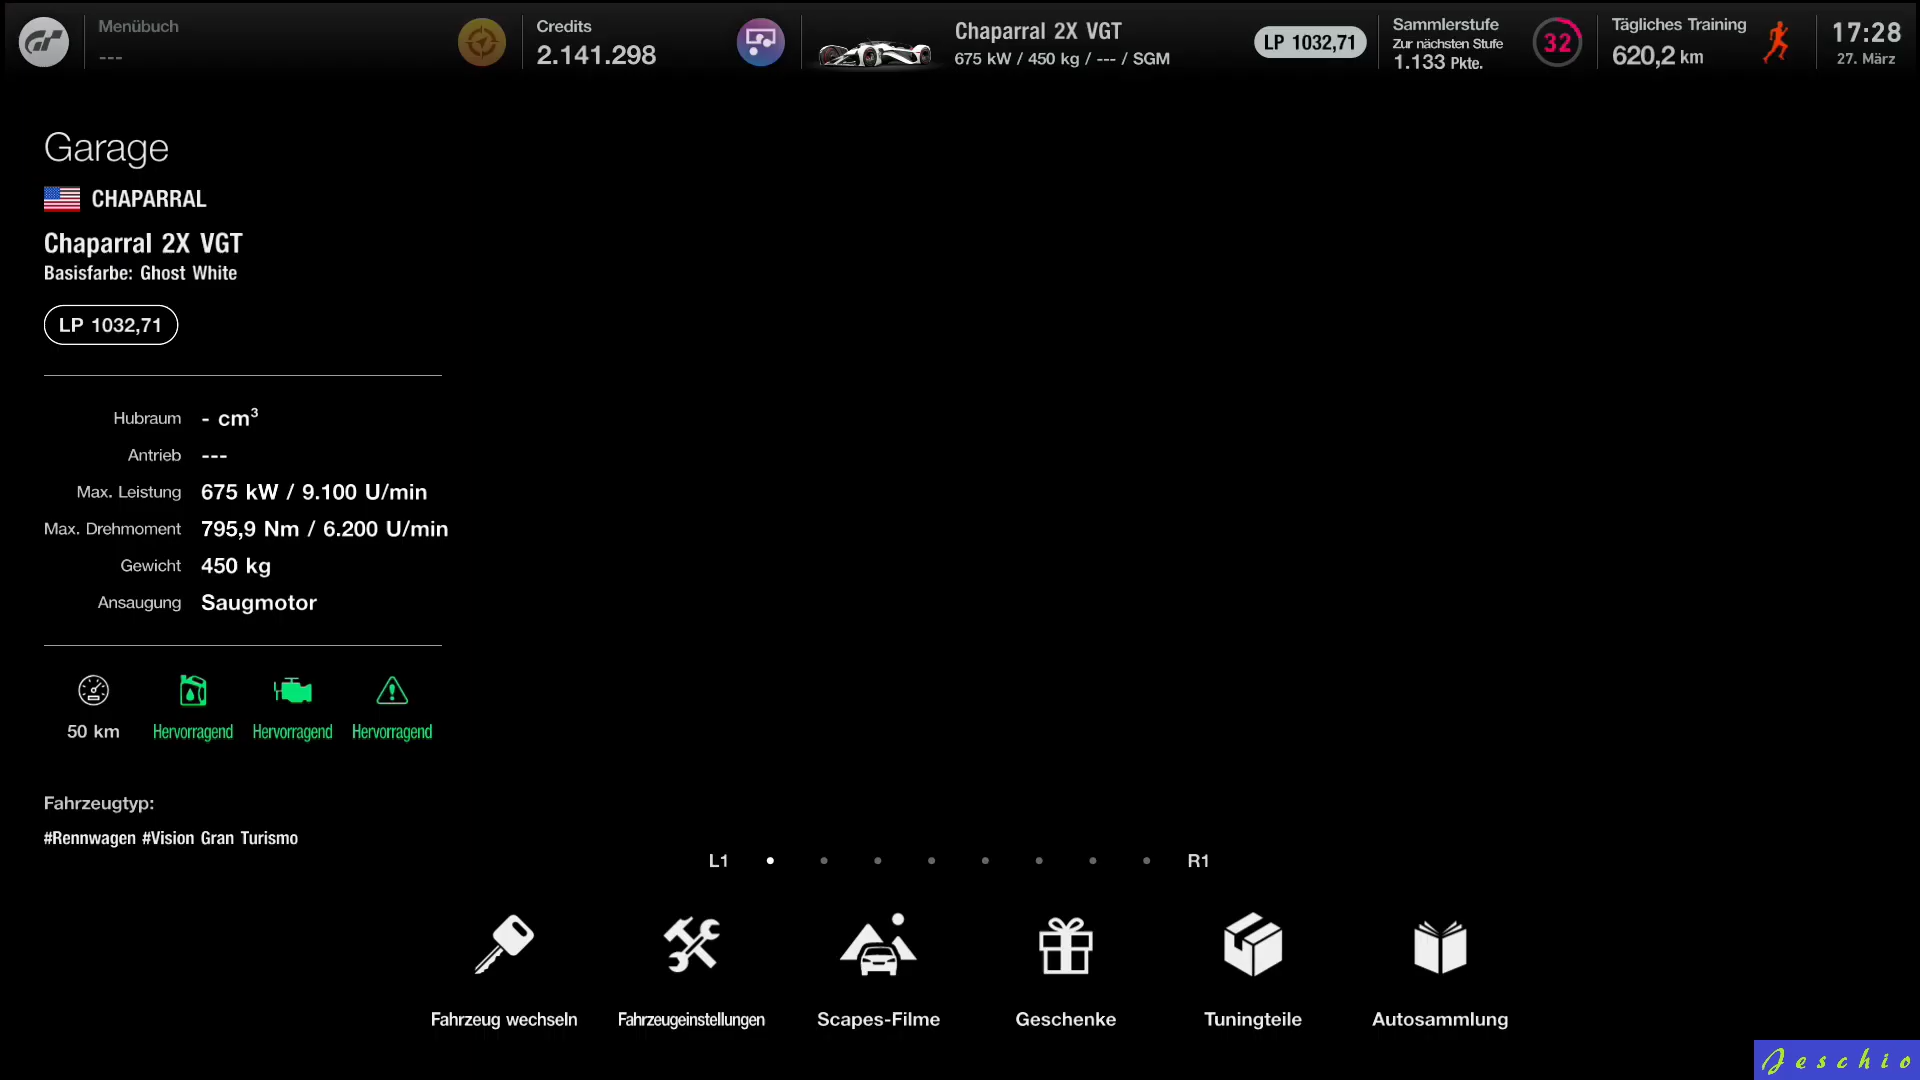 Menübuch
---
Credits
2.141.298
Chaparral 2X VGT
675 kW / 450 kg / --- / SGM
LP 1032,71
Sammlerstufe
Zur nächsten Stufe
1.133 Pkte.
32
Tägliches Training
620,2 km
17:28
27. März
Garage
CHAPARRAL
Chaparral 2X VGT
Basisfarbe: Ghost White
LP 1032,71
Hubraum - cm³
Antrieb ---
Max. Leistung 675 kW / 9.100 U/min
Max. Drehmoment 795,9 Nm / 6.200 U/min
Gewicht 450 kg
Ansaugung Saugmotor
50 km Hervorragend Hervorragend Hervorragend
Fahrzeugtyp:
#Rennwagen #Vision Gran Turismo
L1 R1
Fahrzeug wechseln Fahrzeugeinstellungen Scapes-Filme Geschenke Tuningteile Autosammlung
Jeschio